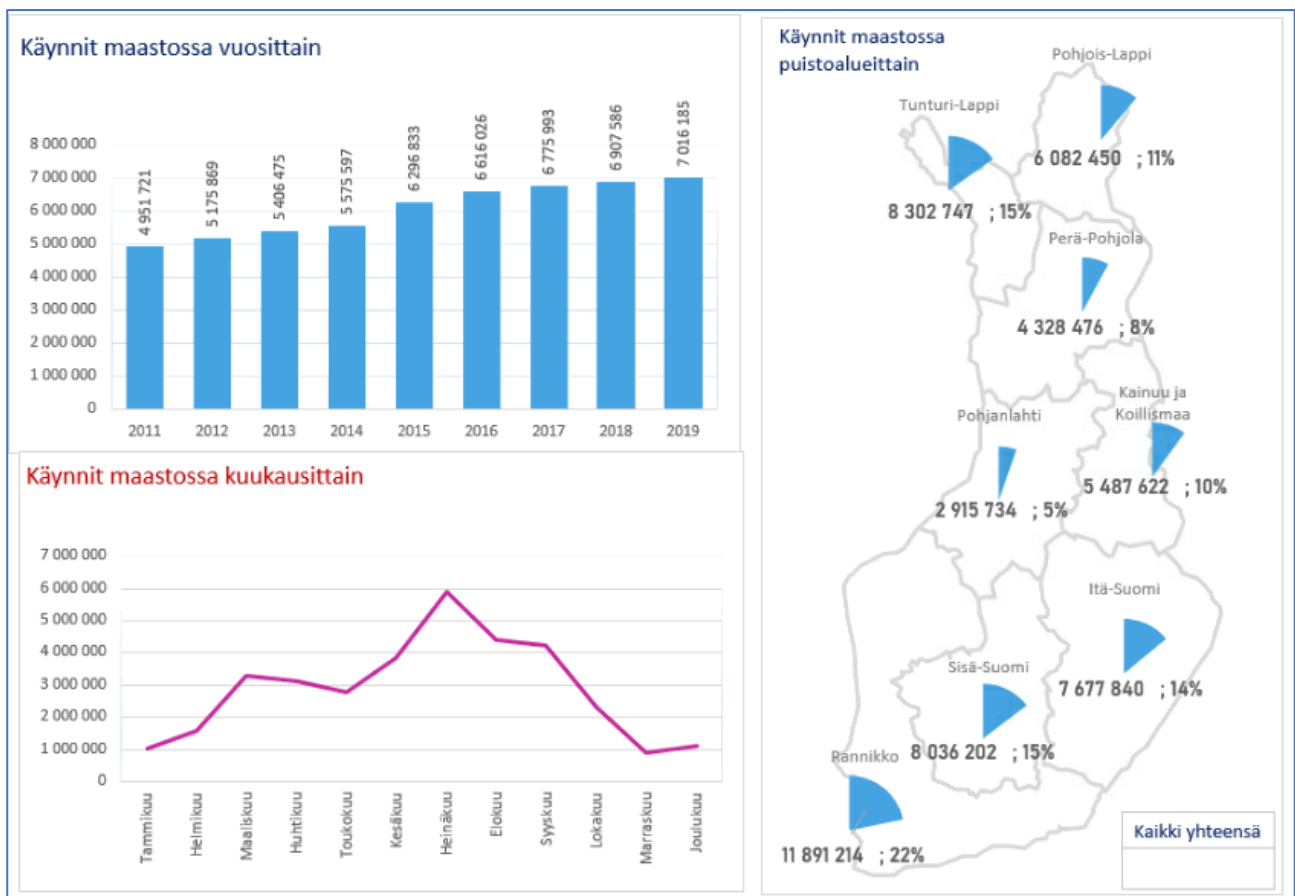 Käynnit maastossa vuosittain
8 000 000
7 000 000
6 000 000
5 000 000
4 000 000
3 000 000
2 000 000
1 000 000
0
4 951 721
5 175 869
5 406 475
5 575 597
6 296 833
6 616 026
6 775 993
6 907 586
7 016 185
2011 2012 2013 2014 2015 2016 2017 2018 2019
Käynnit maastossa kuukausittain
7 000 000
6 000 000
5 000 000
4 000 000
3 000 000
2 000 000
1 000 000
0
Tammikuu
Helmikuu
Maaliskuu
Huhtikuu
Toukokuu
Kesäkuu
Heinäkuu
Elokuu
Syyskuu
Lokakuu
Marraskuu
Joulukuu
Käynnit maastossa
puistoalueittain
Pohjois-Lappi
6 082 450 ; 11%
Tunturi-Lappi
8 302 747 ; 15%
Perä-Pohjola
4 328 476 ; 8%
Kainuu ja
Koillismaa
5 487 622 ; 10%
Pohjanlahti
2 915 734 ; 5%
Itä-Suomi
7 677 840 ; 14%
Sisä-Suomi
8 036 202 ; 15%
Rannikko
11 891 214 ; 22%
Kaikki yhteensä